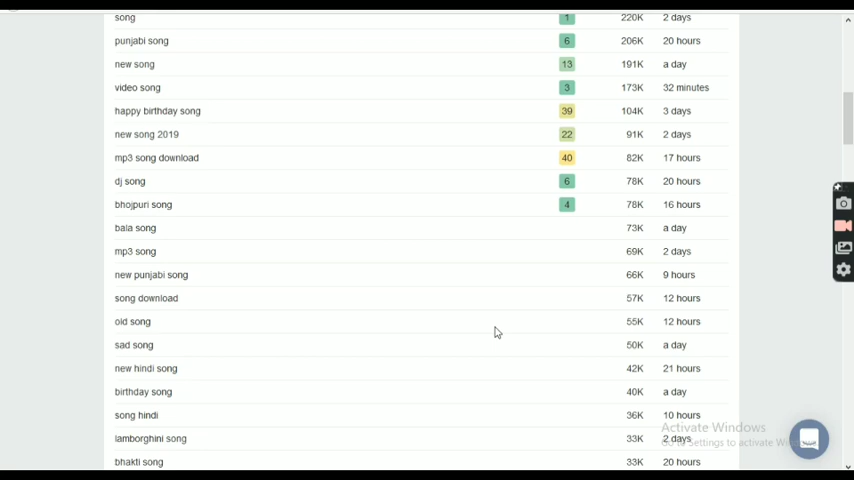 song 1 220K 2 days
punjabi song 6 206K 20 hours
new song 13 191K a day
video song 3 173K 32 minutes
happy birthday song 39 104K 3 days
new song 2019 22 91K 2 days
mp3 song download 40 82K 17 hours
dj song 6 78K 20 hours
bhojpuri song 4 78K 16 hours
bala song 73K a day
mp3 song 69K 2 days
new punjabi song 66K 9 hours
song download 57K 12 hours
old song 55K 12 hours
sad song 50K a day
new hindi song 42K 21 hours
birthday song 40K a day
song hindi 36K 10 hours
Activate Windows
lamborghini song 33K 2 days
Settings to activate
bhakti song 33K 20 hours